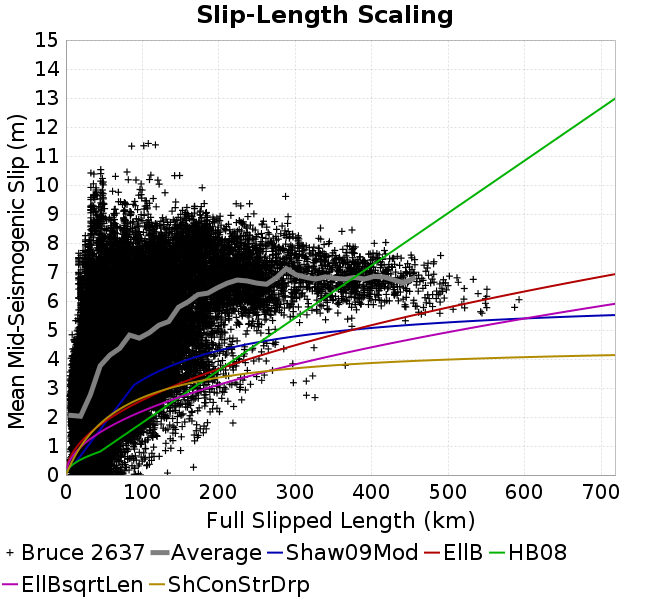 Slip-Length Scaling
Mean Mid-Seismogenic Slip (m)
15
14
13
12
11
10
9
8
7
6
5
4
3
2
1
0
0 100 200 300 400 500 600 700
Full Slipped Length (km)
+ Bruce 2637 Average Shaw09Mod EllB HB08
EllBsqrtLen ShConStrDrp